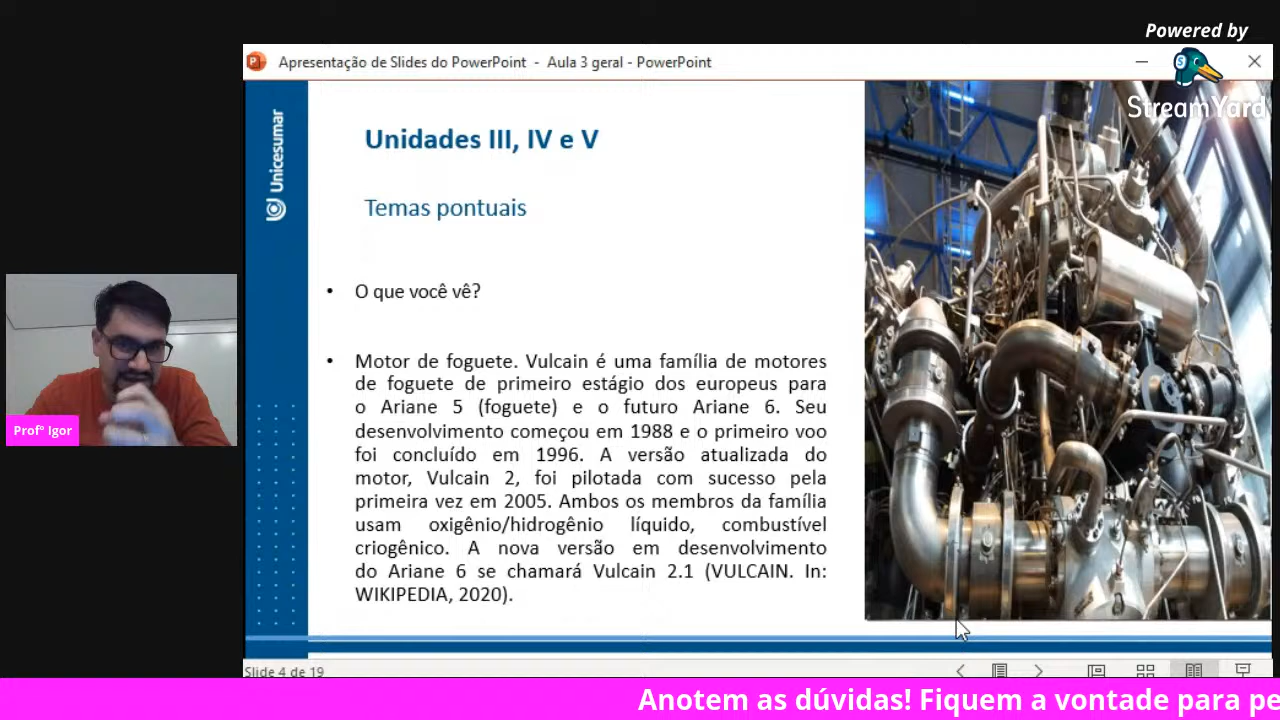 Powered by
StreamYard
Apresentação de Slides do PowerPoint - Aula 3 geral - PowerPoint
Unicesumar
Unidades III, IV e V
Temas pontuais
• O que você vê?
• Motor de foguete. Vulcain é uma família de motores
de foguete de primeiro estágio dos europeus para
o Ariane 5 (foguete) e o futuro Ariane 6. Seu
desenvolvimento começou em 1988 e o primeiro voo
foi concluído em 1996. A versão atualizada do
motor, Vulcain 2, foi pilotada com sucesso pela
primeira vez em 2005. Ambos os membros da família
usam oxigênio/hidrogênio líquido, combustível
criogênico. A nova versão em desenvolvimento
do Ariane 6 se chamará Vulcain 2.1 (VULCAIN. In:
WIKIPEDIA, 2020).
Profº Igor
Slide 4 de 19
Anotem as dúvidas! Fiquem a vontade para pe